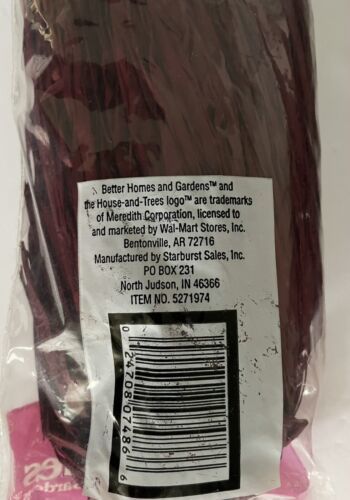 Better Homes and Gardens™ and
the House-and-Trees logo™ are trademarks
of Meredith Corporation, licensed to
and marketed by Wal-Mart Stores, Inc.
Bentonville, AR 72716
Manufactured by Starburst Sales, Inc.
PO BOX 231
North Judson, IN 46366
ITEM NO. 5271974
0 24708 07486 6